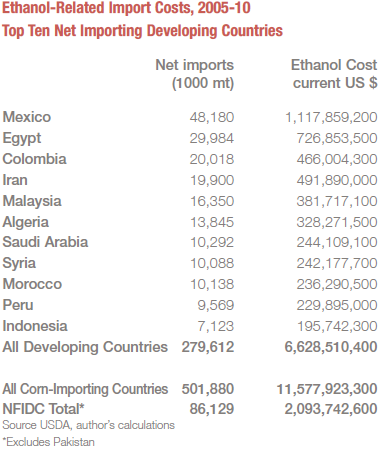 Ethanol-Related Import Costs, 2005-10
Top Ten Net Importing Developing Countries
Net imports Ethanol Cost
(1000 mt) current US $
Mexico 48,180 1,117,859,200
Egypt 29,984 726,853,500
Colombia 20,018 466,004,300
Iran 19,900 491,890,000
Malaysia 16,350 381,717,100
Algeria 13,845 328,271,500
Saudi Arabia 10,292 244,109,100
Syria 10,088 242,177,700
Morocco 10,138 236,290,500
Peru 9,569 229,895,000
Indonesia 7,123 195,742,300
All Developing Countries 279,612 6,628,510,400
All Corn-Importing Countries 501,880 11,577,923,300
NFIDC Total* 86,129 2,093,742,600
Source USDA, author's calculations
*Excludes Pakistan